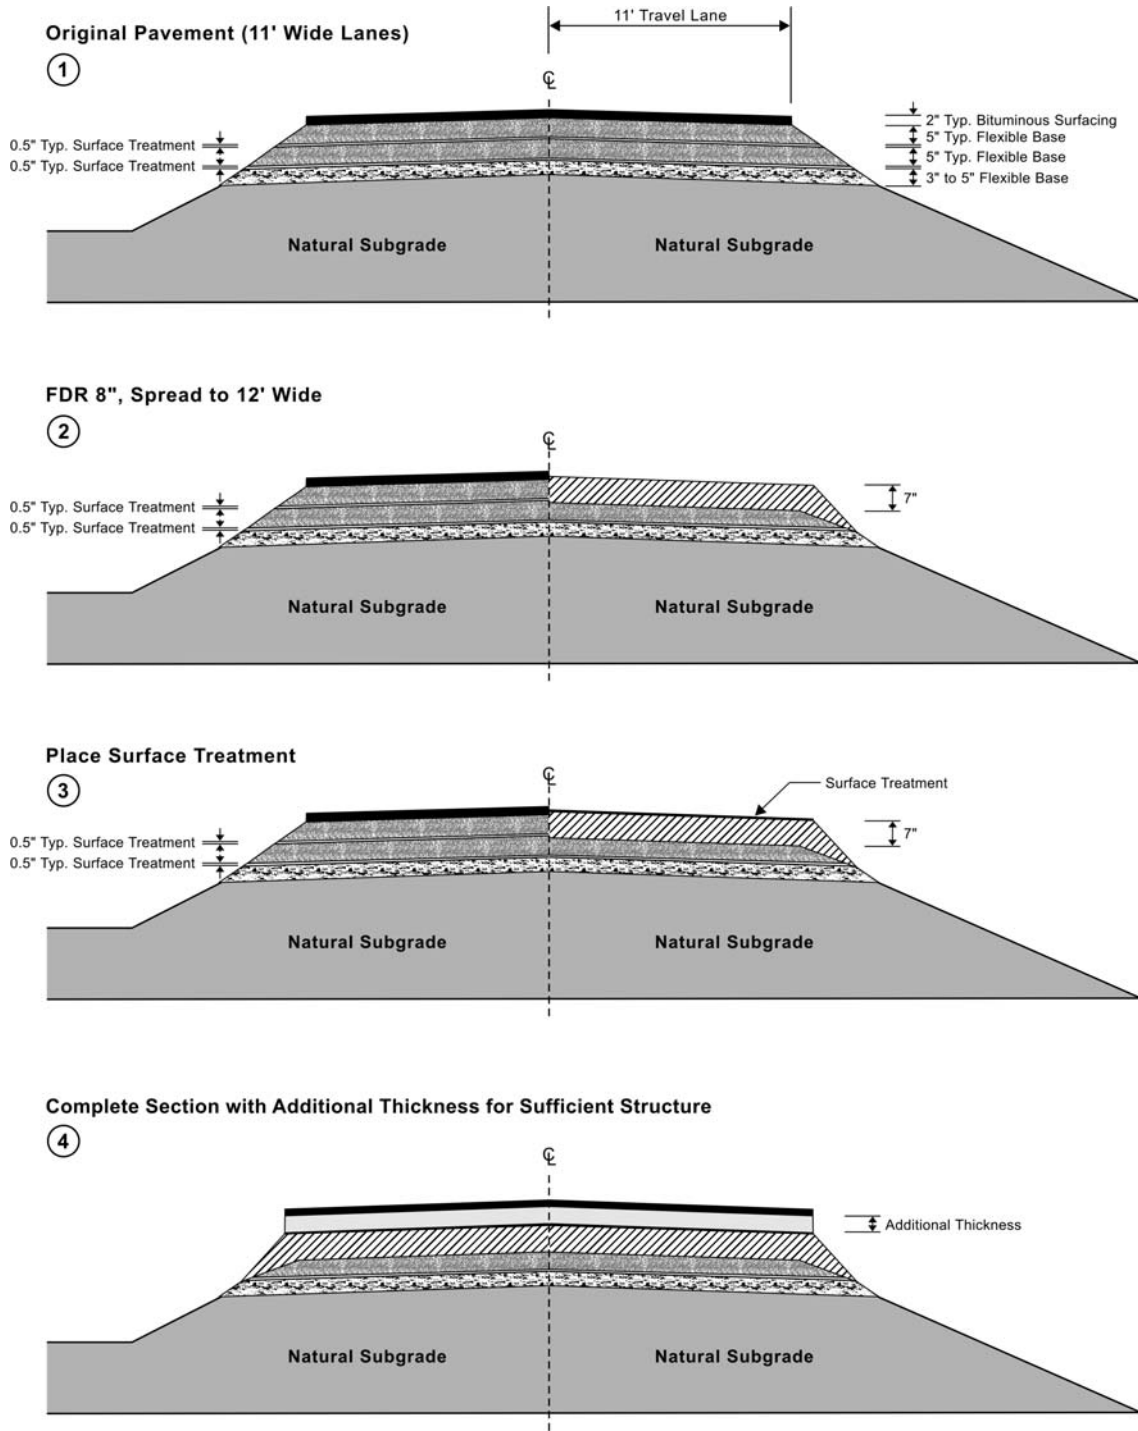 11' Travel Lane
Original Pavement (11' Wide Lanes)
1
℄
2" Typ. Bituminous Surfacing
5" Typ. Flexible Base
5" Typ. Flexible Base
3" to 5" Flexible Base
0.5" Typ. Surface Treatment
0.5" Typ. Surface Treatment
Natural Subgrade
Natural Subgrade
FDR 8", Spread to 12' Wide
2
℄
0.5" Typ. Surface Treatment
0.5" Typ. Surface Treatment
7"
Natural Subgrade
Natural Subgrade
Place Surface Treatment
3
℄
Surface Treatment
0.5" Typ. Surface Treatment
0.5" Typ. Surface Treatment
7"
Natural Subgrade
Natural Subgrade
Complete Section with Additional Thickness for Sufficient Structure
4
℄
Additional Thickness
Natural Subgrade
Natural Subgrade